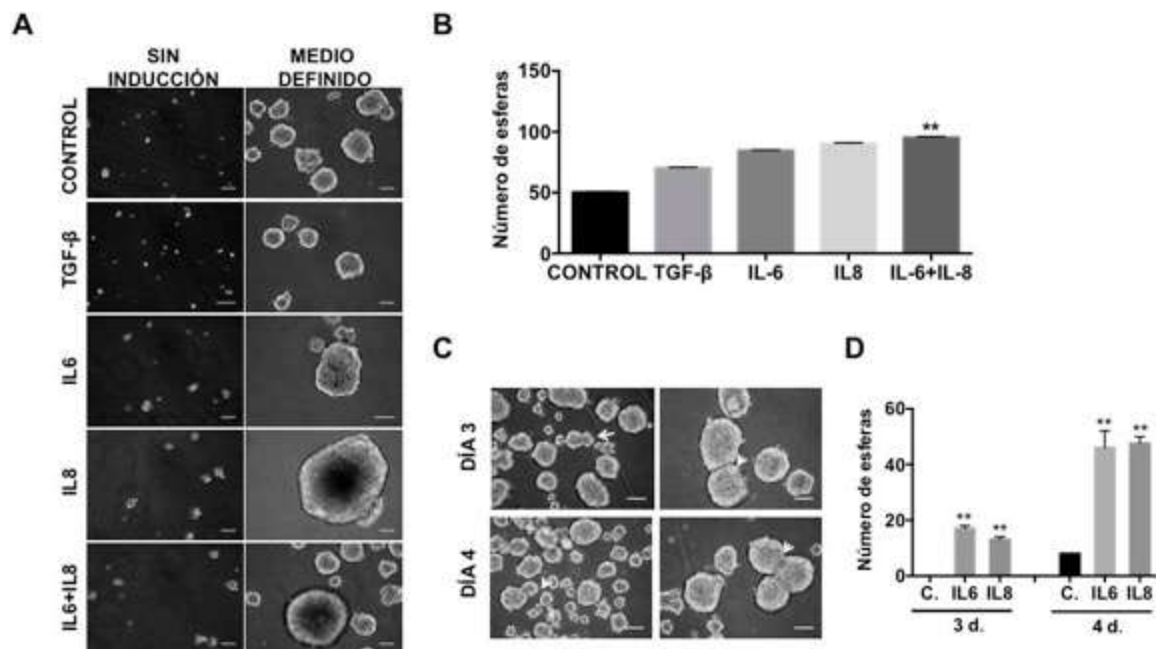 A
SIN
INDUCCIÓN
MEDIO
DEFINIDO
CONTROL
TGF-β
IL6
IL8
IL6+IL8
B
Número de esferas
150
100
50
0
**
CONTROL TGF-β IL-6 IL8 IL-6+IL-8
C
DÍA 3
DÍA 4
D
Número de esferas
60
40
20
0
** ** ** **
C. IL6 IL8 C. IL6 IL8
3 d. 4 d.